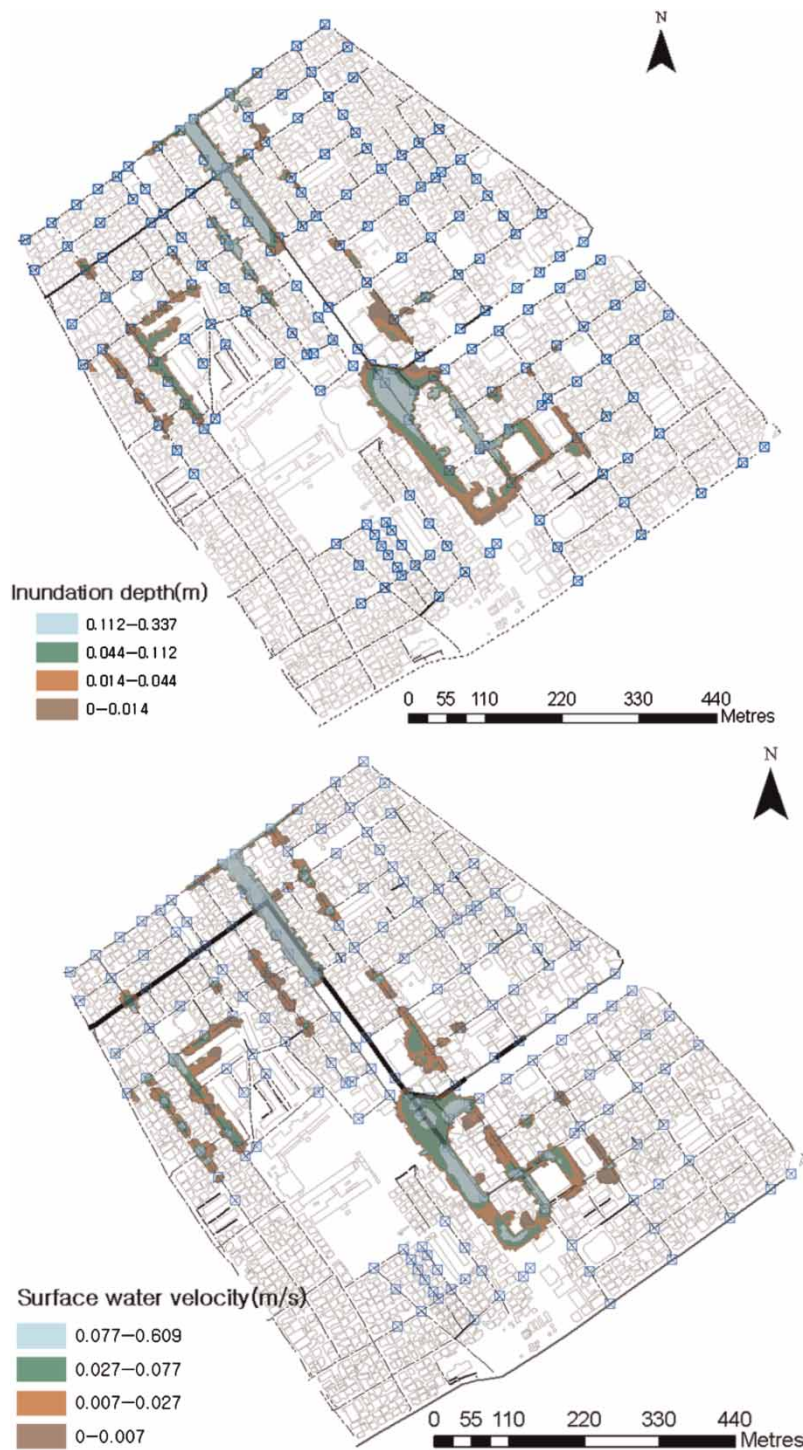 N
Inundation depth(m)
0.112–0.337
0.044–0.112
0.014–0.044
0–0.014
0 55 110 220 330 440
Metres
N
Surface water velocity(m/s)
0.077–0.609
0.027–0.077
0.007–0.027
0–0.007
0 55 110 220 330 440
Metres